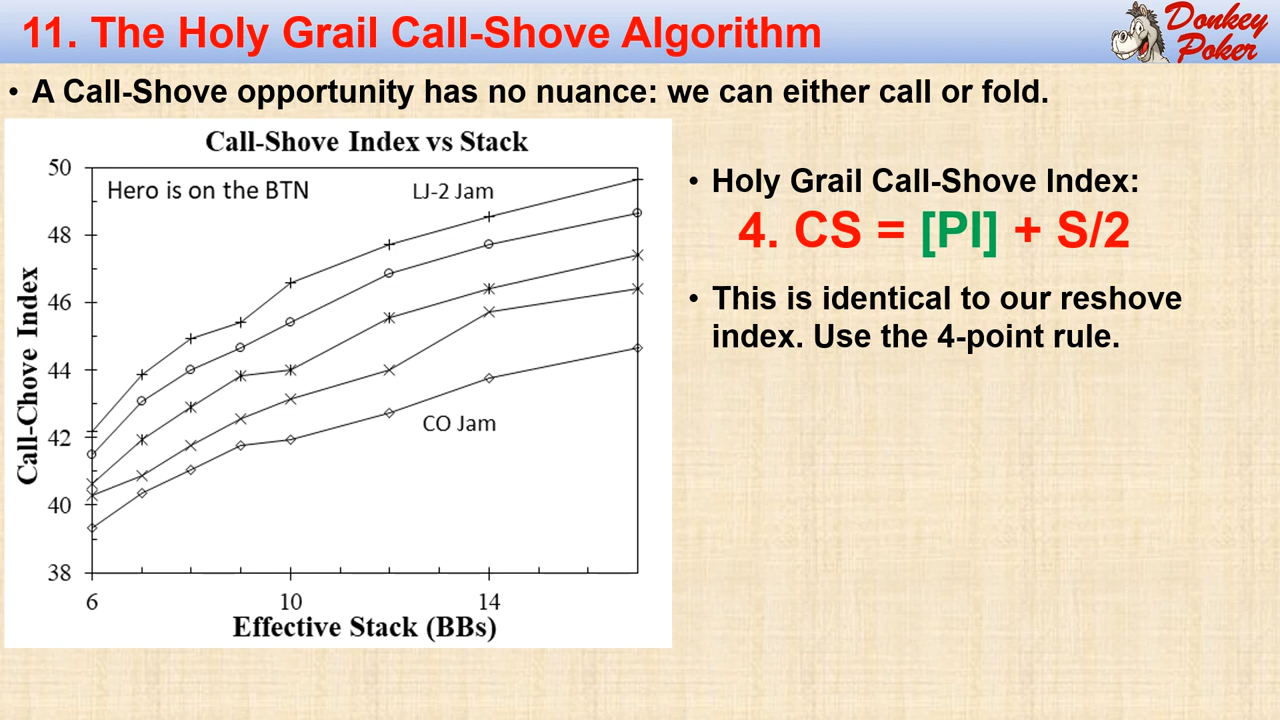 11. The Holy Grail Call-Shove Algorithm
Donkey
Poker
• A Call-Shove opportunity has no nuance: we can either call or fold.
Call-Shove Index vs Stack
Hero is on the BTN
LJ-2 Jam
CO Jam
Call-Chove Index
50
48
46
44
42
40
38
6
10
14
Effective Stack (BBs)
• Holy Grail Call-Shove Index:
4. CS = [PI] + S/2
• This is identical to our reshove
index. Use the 4-point rule.